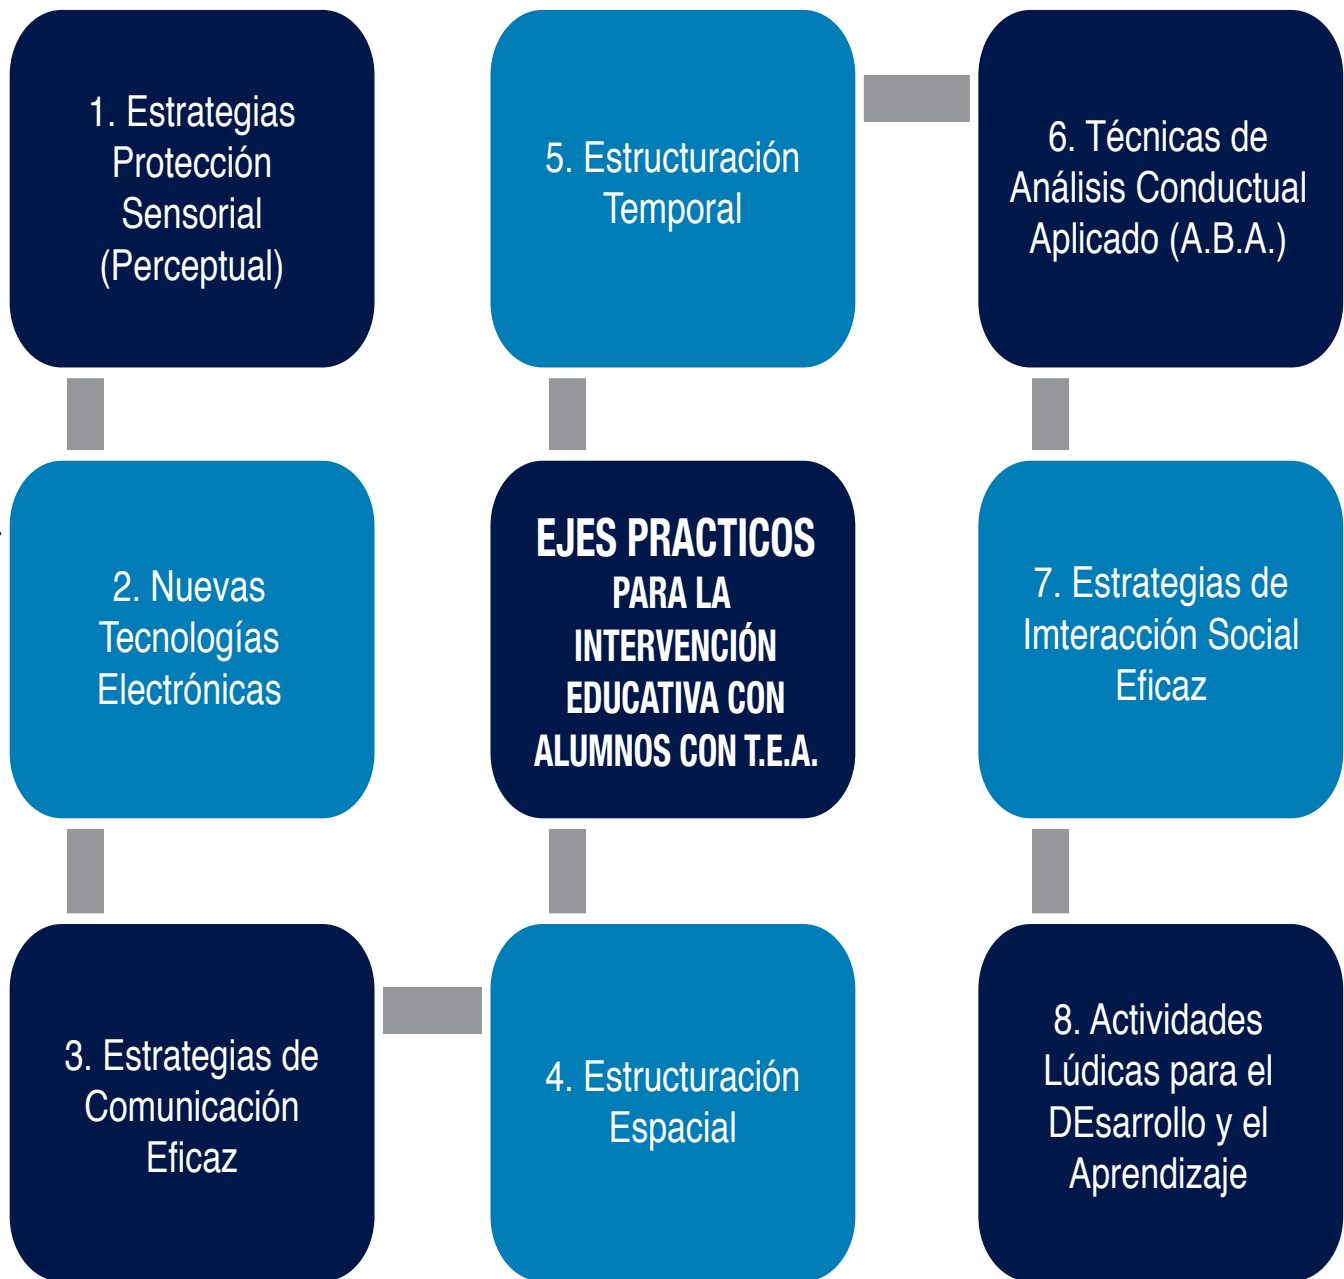 1. Estrategias
Protección
Sensorial
(Perceptual)
2. Nuevas
Tecnologías
Electrónicas
3. Estrategias de
Comunicación
Eficaz
4. Estructuración
Espacial
EJES PRACTICOS
PARA LA
INTERVENCIÓN
EDUCATIVA CON
ALUMNOS CON T.E.A.
5. Estructuración
Temporal
6. Técnicas de
Análisis Conductual
Aplicado (A.B.A.)
7. Estrategias de
Imteracción Social
Eficaz
8. Actividades
Lúdicas para el
DEsarrollo y el
Aprendizaje